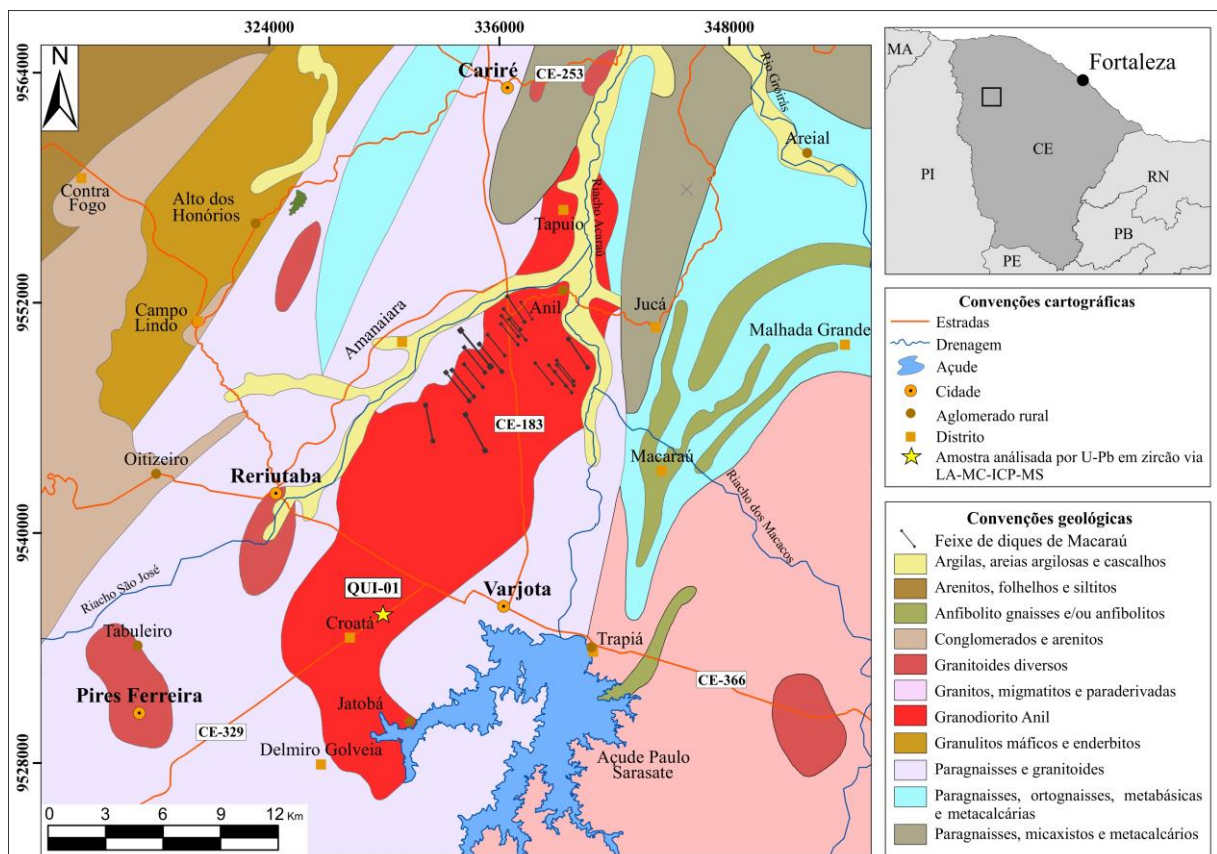 324000
336000
348000
9564000
9552000
9540000
9528000
N
Cariré
CE-253
Rio Groirás
Areial
Contra
Fogo
Alto dos
Honórios
Tapuio
Riacho Acaraú
Campo
Lindo
Amanaiara
Anil
Jucá
Malhada Grande
CE-183
Oitizeiro
Reriutaba
Macaraú
Riacho dos Macacos
Riacho São José
QUI-01
Varjota
Croatá
Tabuleiro
Trapiá
Pires Ferreira
Jatobá
CE-366
CE-329
Delmiro Golveia
Açude Paulo
Sarasate
0 3 6 9 12 Km
MA
Fortaleza
CE
PI
RN
PB
PE
Convenções cartográficas
Estradas
Drenagem
Açude
Cidade
Aglomerado rural
Distrito
Amostra análisada por U-Pb em zircão via
LA-MC-ICP-MS
Convenções geológicas
Feixe de diques de Macaraú
Argilas, areias argilosas e cascalhos
Arenitos, folhelhos e siltitos
Anfibolito gnaisses e/ou anfibolitos
Conglomerados e arenitos
Granitoides diversos
Granitos, migmatitos e paraderivadas
Granodiorito Anil
Granulitos máficos e enderbitos
Paragnaisses e granitoides
Paragnaisses, ortognaisses, metabásicas
e metacalcárias
Paragnaisses, micaxistos e metacalcários